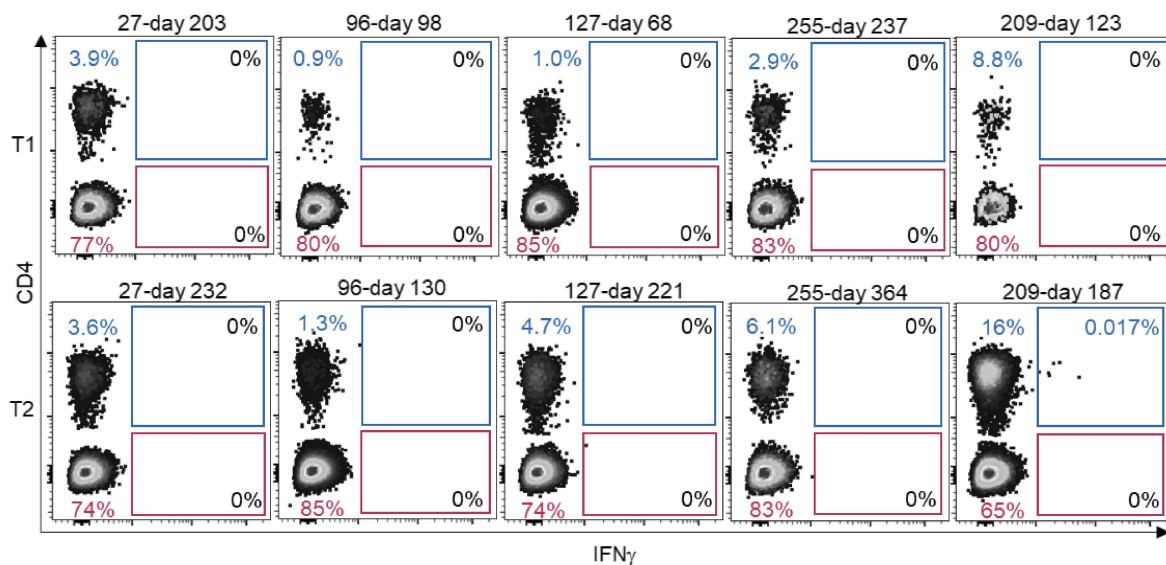 27-day 203 96-day 98 127-day 68 255-day 237 209-day 123
3.9% 0% 0.9% 0% 1.0% 0% 2.9% 0% 8.8% 0%
T1
77% 0% 80% 0% 85% 0% 83% 0% 80% 0%
CD4
27-day 232 96-day 130 127-day 221 255-day 364 209-day 187
3.6% 0% 1.3% 0% 4.7% 0% 6.1% 0% 16% 0.017%
T2
74% 0% 85% 0% 74% 0% 83% 0% 65% 0%
IFNγ